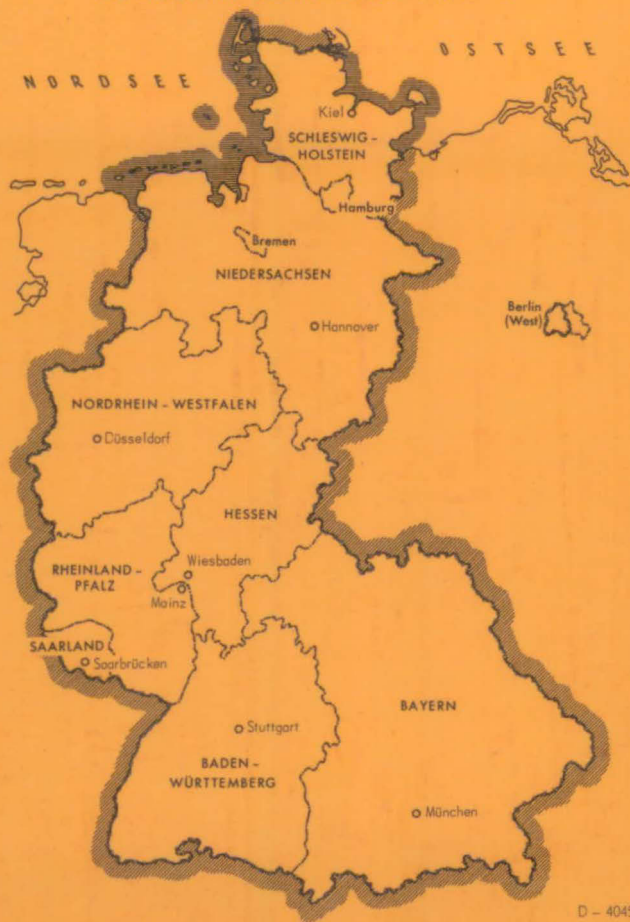 NORDSEE
OSTSEE
Kiel
SCHLESWIG -
HOLSTEIN
Hamburg
Bremen
NIEDERSACHSEN
Hannover
Berlin
(West)
NORDRHEIN - WESTFALEN
Düsseldorf
HESSEN
RHEINLAND -
PFALZ
Wiesbaden
Mainz
SAARLAND
Saarbrücken
BAYERN
Stuttgart
BADEN -
WÜRTTEMBERG
München